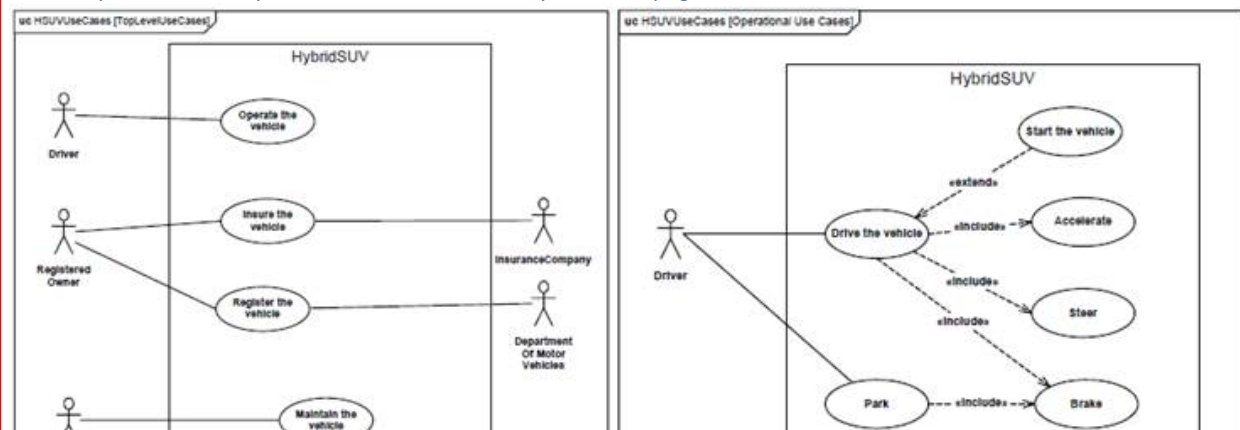 uc HSUVUseCases [TopLevelUseCases]
HybridSUV
Operate the
vehicle
Driver
Insure the
vehicle
Registered
Owner
InsuranceCompany
Register the
vehicle
Department
Of Motor
Vehicles
Maintain the
vehicle
uc HSUVUseCases [Operational Use Cases]
HybridSUV
Start the vehicle
«extend»
Drive the vehicle
«include»
Accelerate
Driver
«include»
Steer
«include»
Park
«include»
Brake